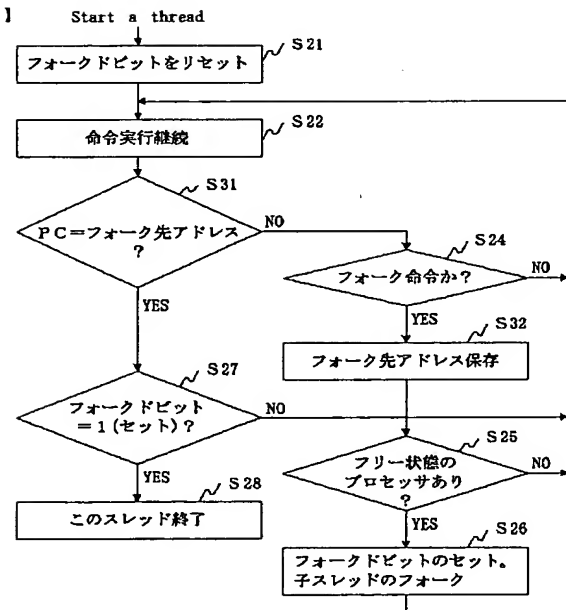 】
Start a thread
S21
フォークドビットをリセット
S22
命令実行継続
S31
PC＝フォーク先アドレス
?
NO
YES
S24
フォーク命令か？
NO
YES
S32
フォーク先アドレス保存
S27
フォークドビット
＝1（セット）？
NO
YES
S25
フリー状態の
プロセッサあり
?
NO
YES
S28
このスレッド終了
S26
フォークドビットのセット。
子スレッドのフォーク